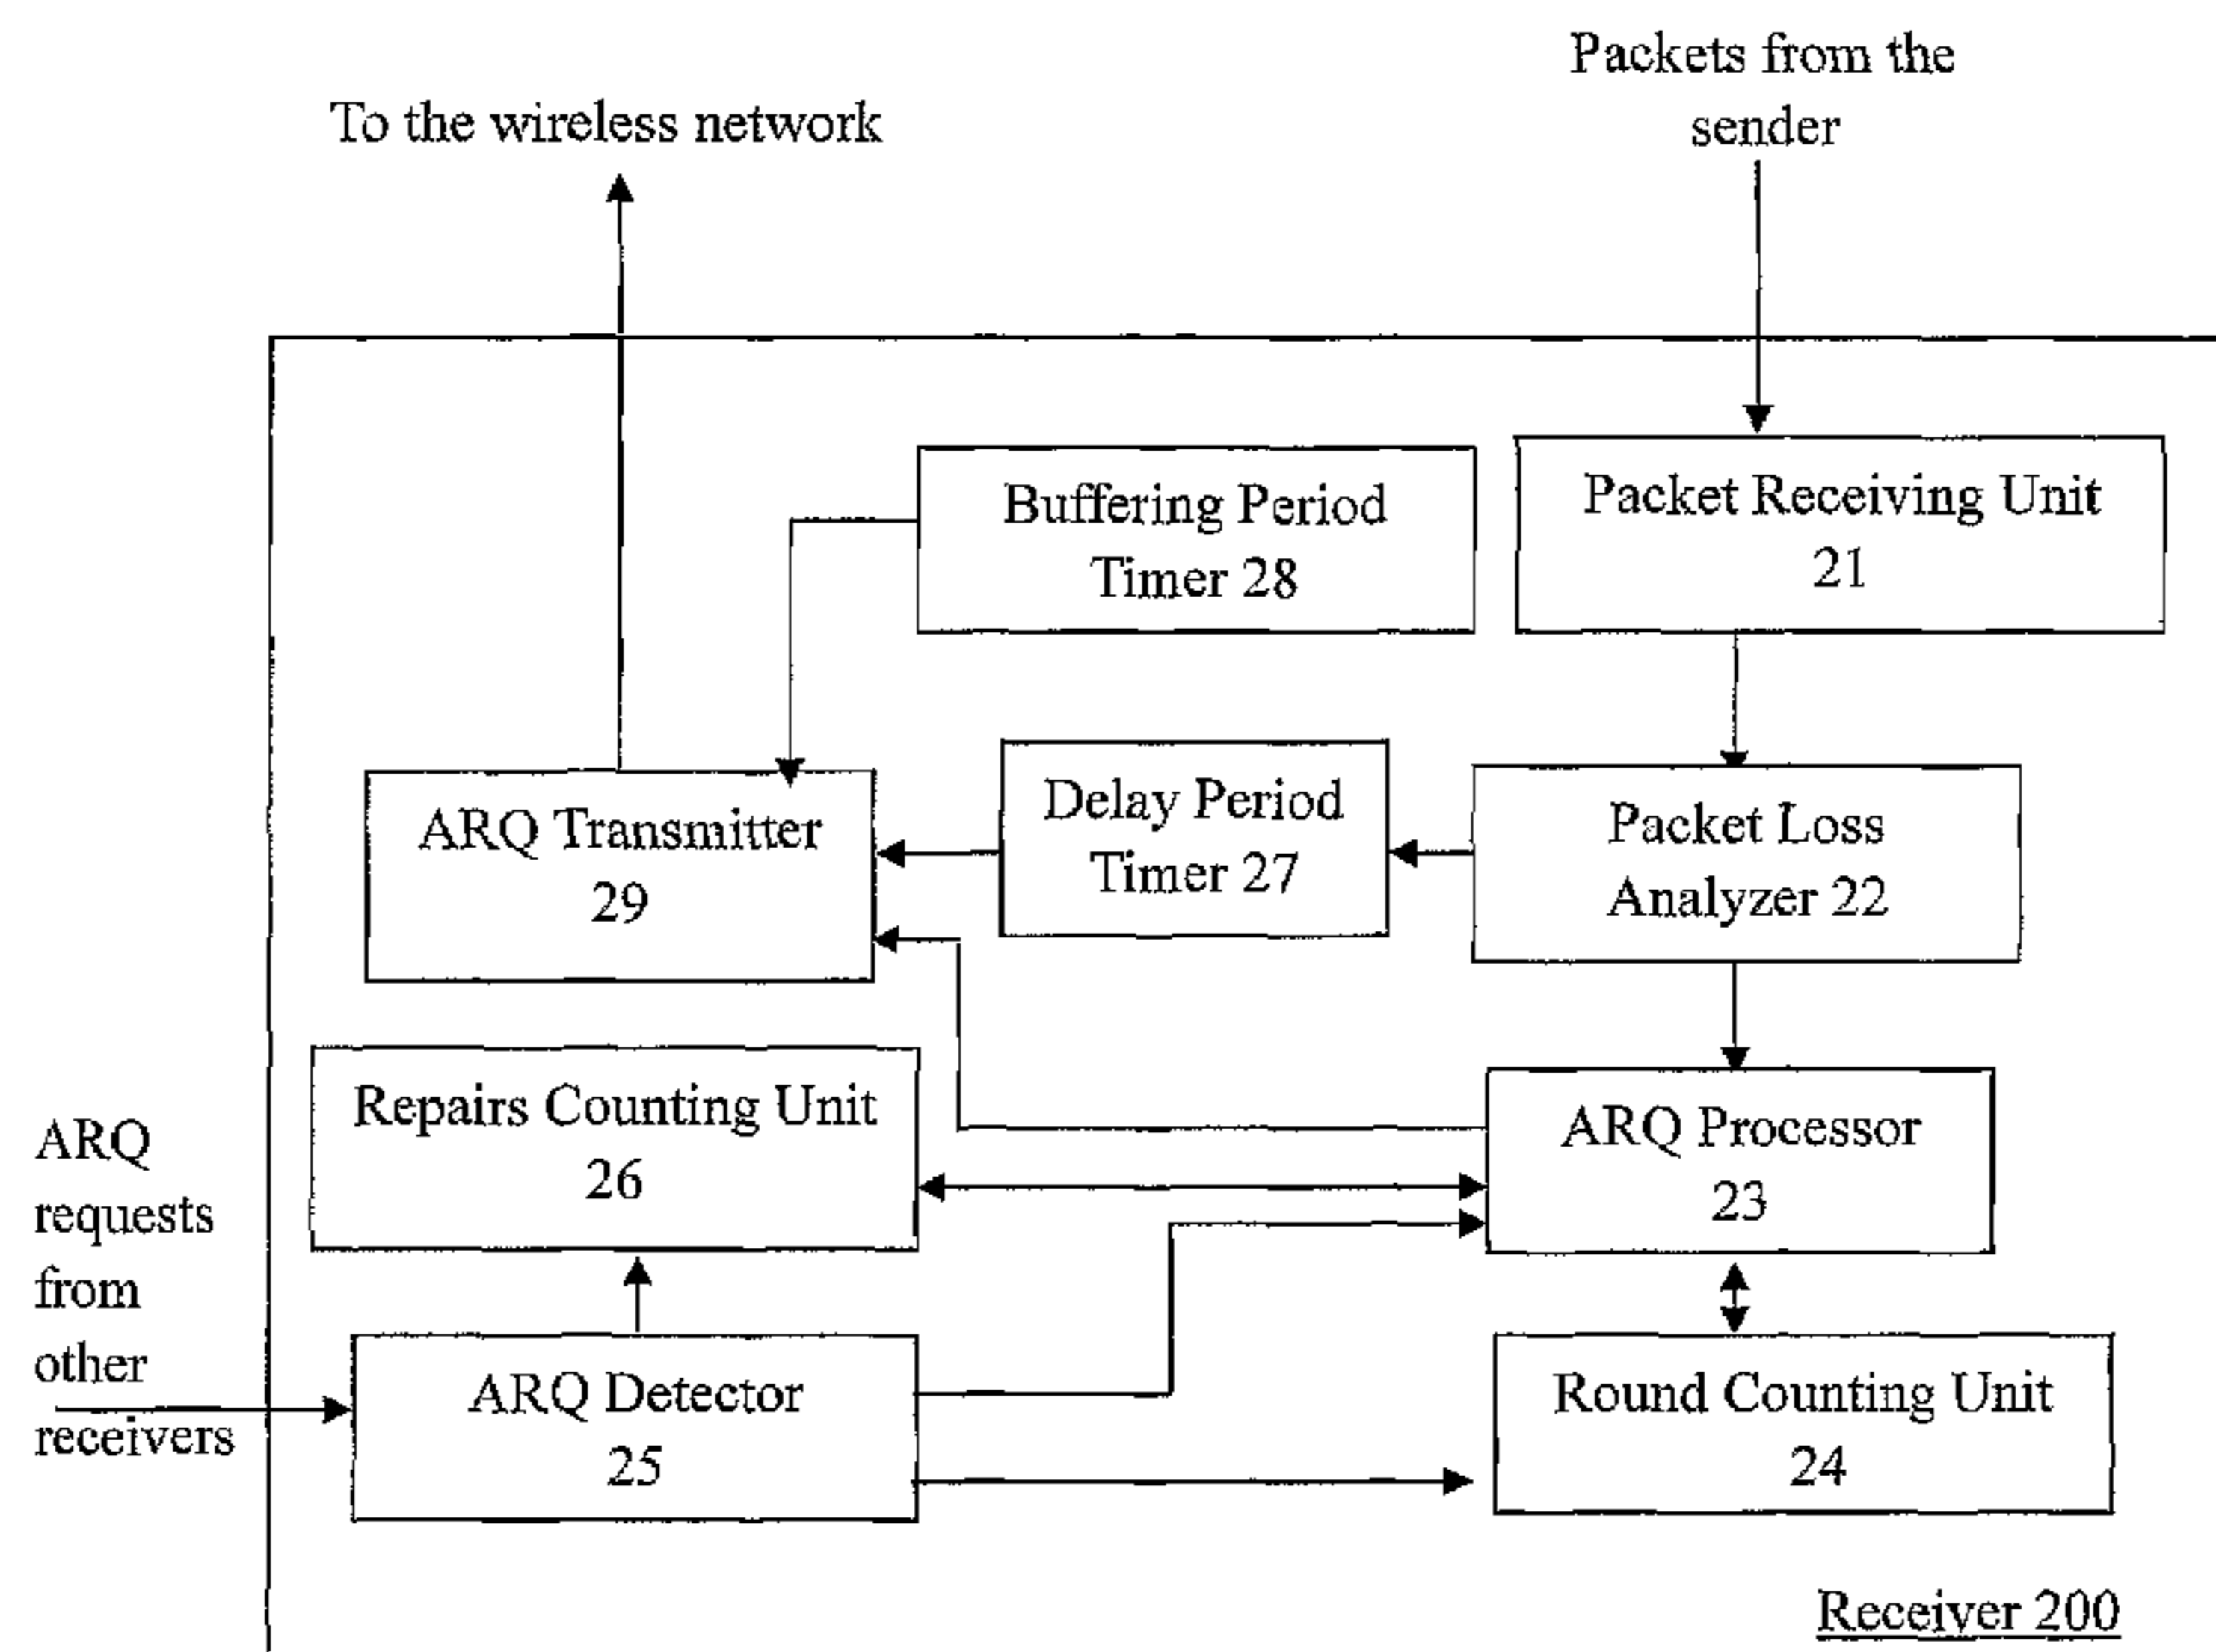 Packets from the
sender
To the wireless network
Buffering Period
Timer 28
Packet Receiving Unit
21
ARQ Transmitter
29
Delay Period
Timer 27
Packet Loss
Analyzer 22
Repairs Counting Unit
26
ARQ Processor
23
ARQ
requests
from
other
receivers
ARQ Detector
25
Round Counting Unit
24
Receiver 200